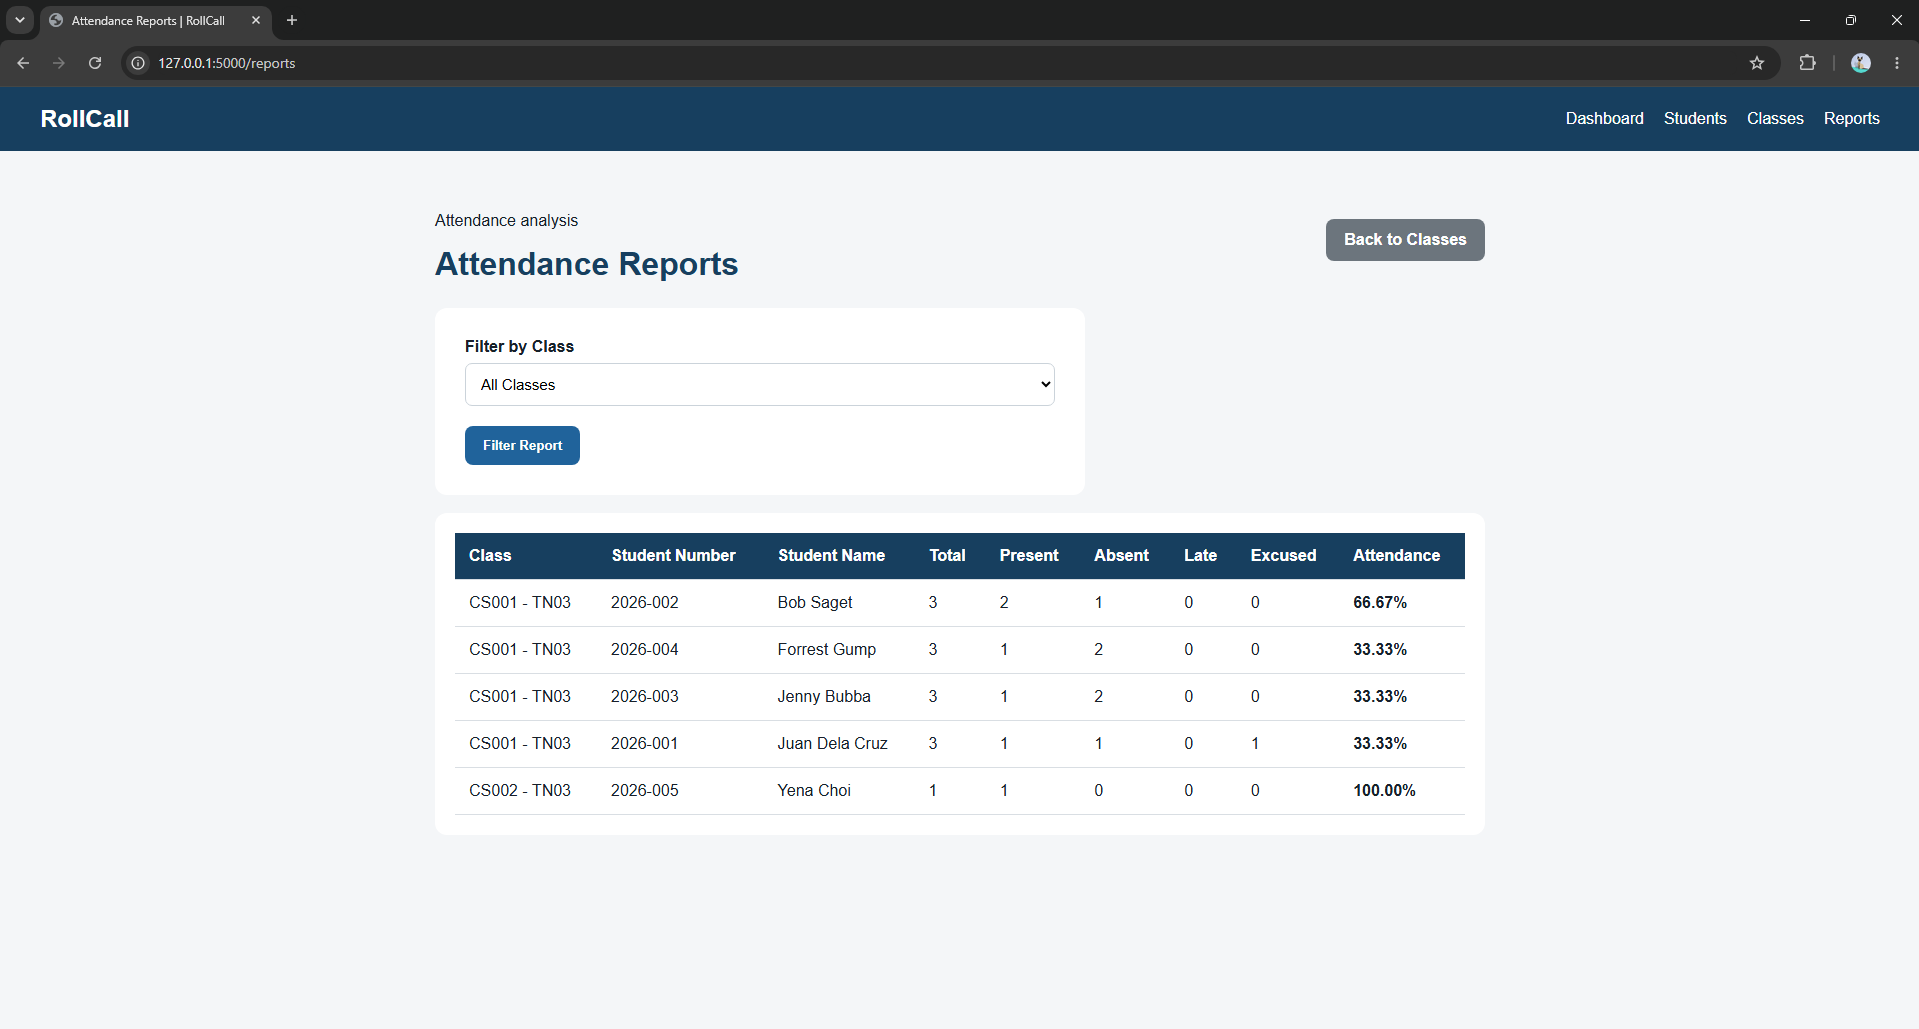 Attendance Reports | RollCall
127.0.0.1:5000/reports
RollCall
Dashboard Students Classes Reports
Attendance analysis
Back to Classes
Attendance Reports
Filter by Class
All Classes
Filter Report
Class Student Number Student Name Total Present Absent Late Excused Attendance
CS001 - TN03 2026-002 Bob Saget 3 2 1 0 0 66.67%
CS001 - TN03 2026-004 Forrest Gump 3 1 2 0 0 33.33%
CS001 - TN03 2026-003 Jenny Bubba 3 1 2 0 0 33.33%
CS001 - TN03 2026-001 Juan Dela Cruz 3 1 1 0 1 33.33%
CS002 - TN03 2026-005 Yena Choi 1 1 0 0 0 100.00%